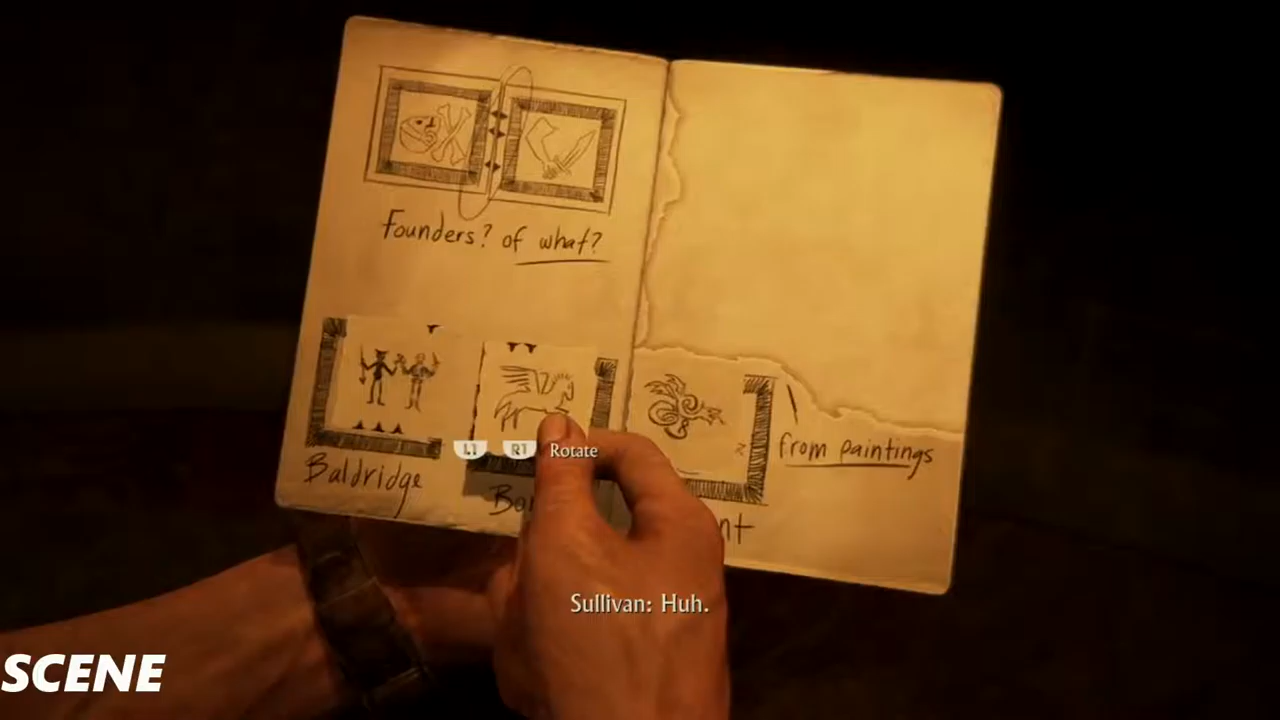 Founders? of what?
from paintings
Baldridge
L1 R1 Rotate
Sullivan: Huh.
SCENE